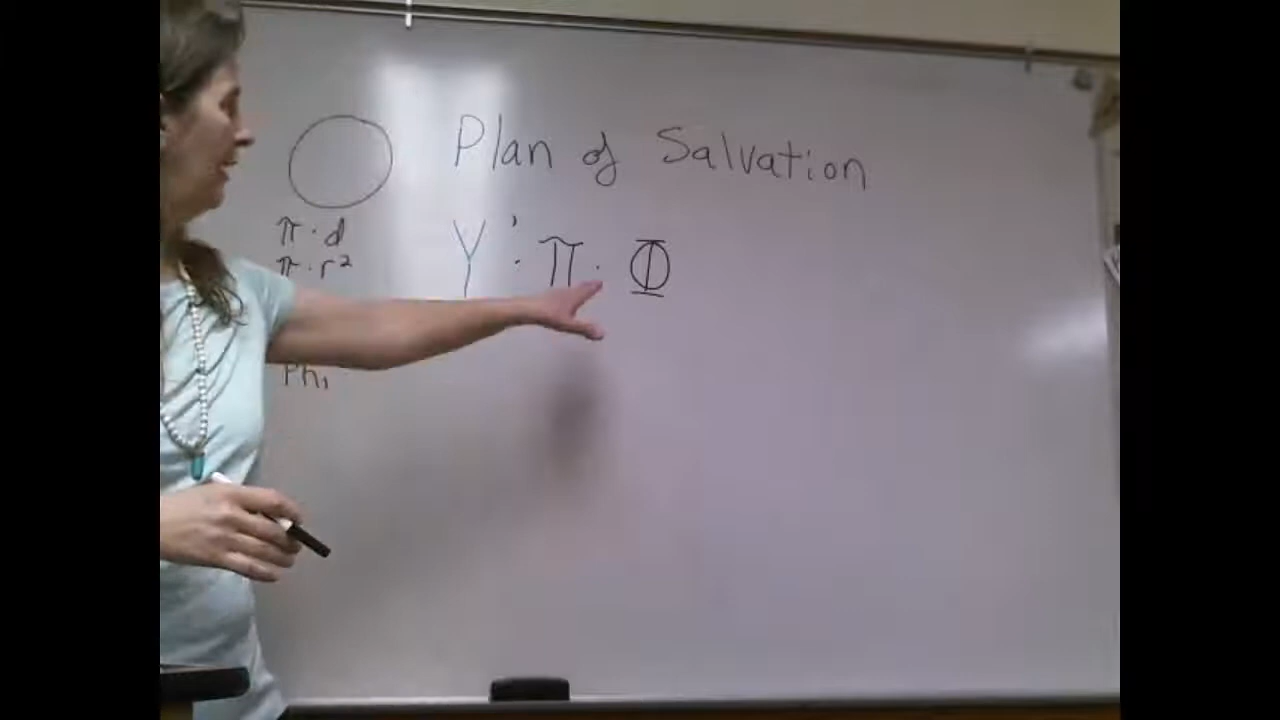 Plan of Salvation
π · d
π · r²
Y' : π · Φ
Phi